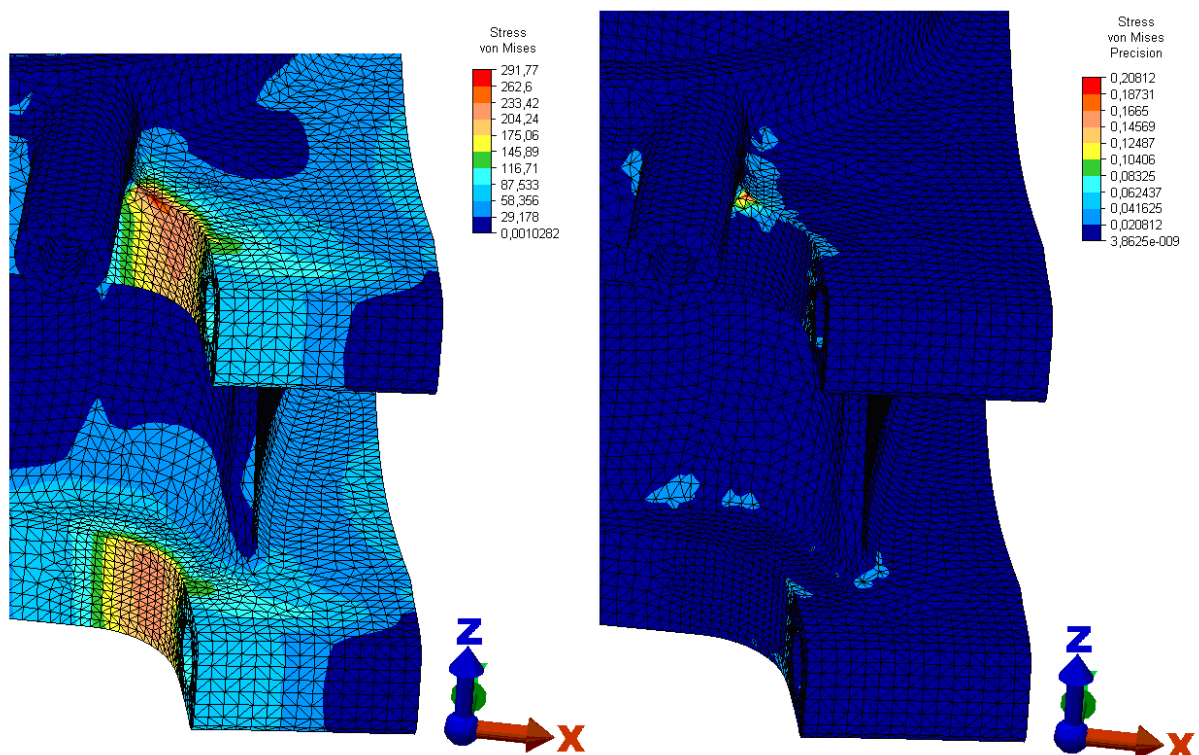 Stress
von Mises
291,77
262,6
233,42
204,24
175,06
145,89
116,71
87,533
58,356
29,178
0,0010282
Z
X
Stress
von Mises
Precision
0,20812
0,18731
0,1665
0,14569
0,12487
0,10406
0,08325
0,062437
0,041625
0,020812
3,8625e-009
Z
X